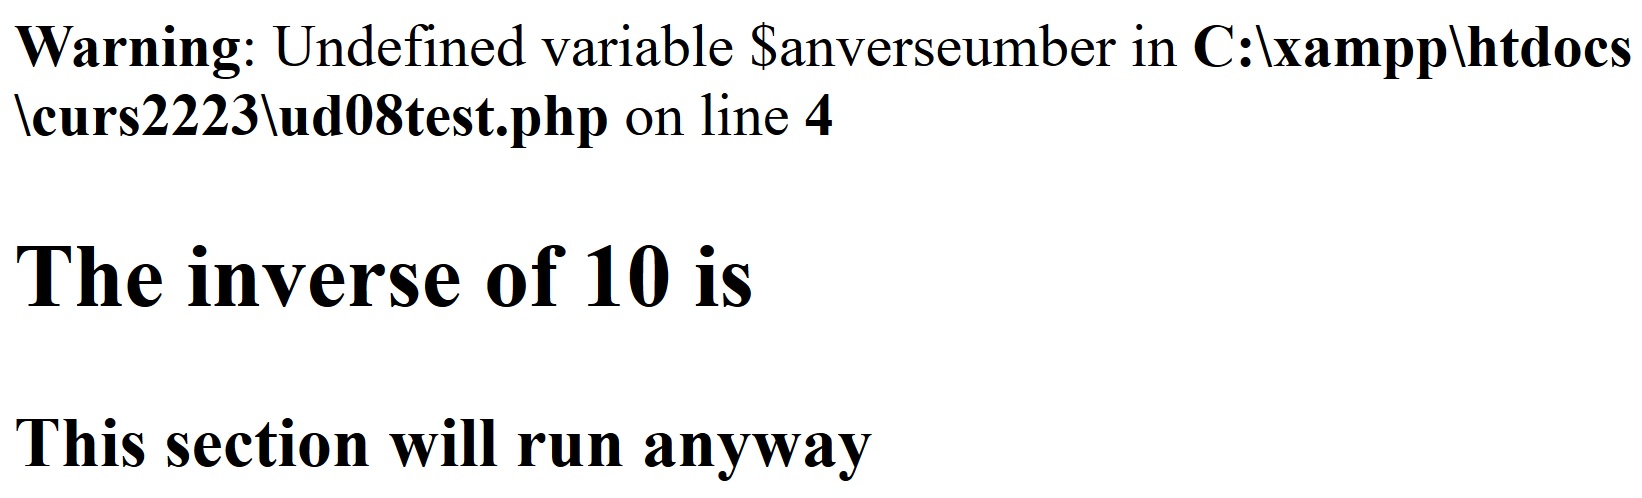 Warning: Undefined variable $anverseumber in C:\xampp\htdocs
\curs2223\ud08test.php on line 4
The inverse of 10 is
This section will run anyway